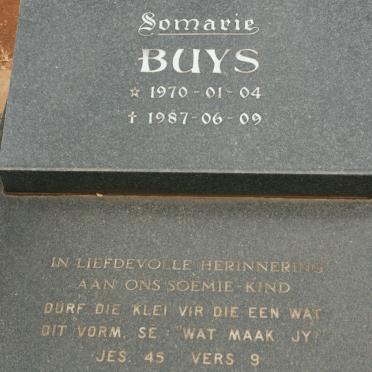 Somarie
BUYS
☆ 1970-01-04
† 1987-06-09
IN LIEFDEVOLLE HERINNERING
AAN ONS SOEMIE-KIND
DURF DIE KLEI VIR DIE EEN WAT
DIT VORM, SE: "WAT MAAK JY?"
JES. 45 VERS 9